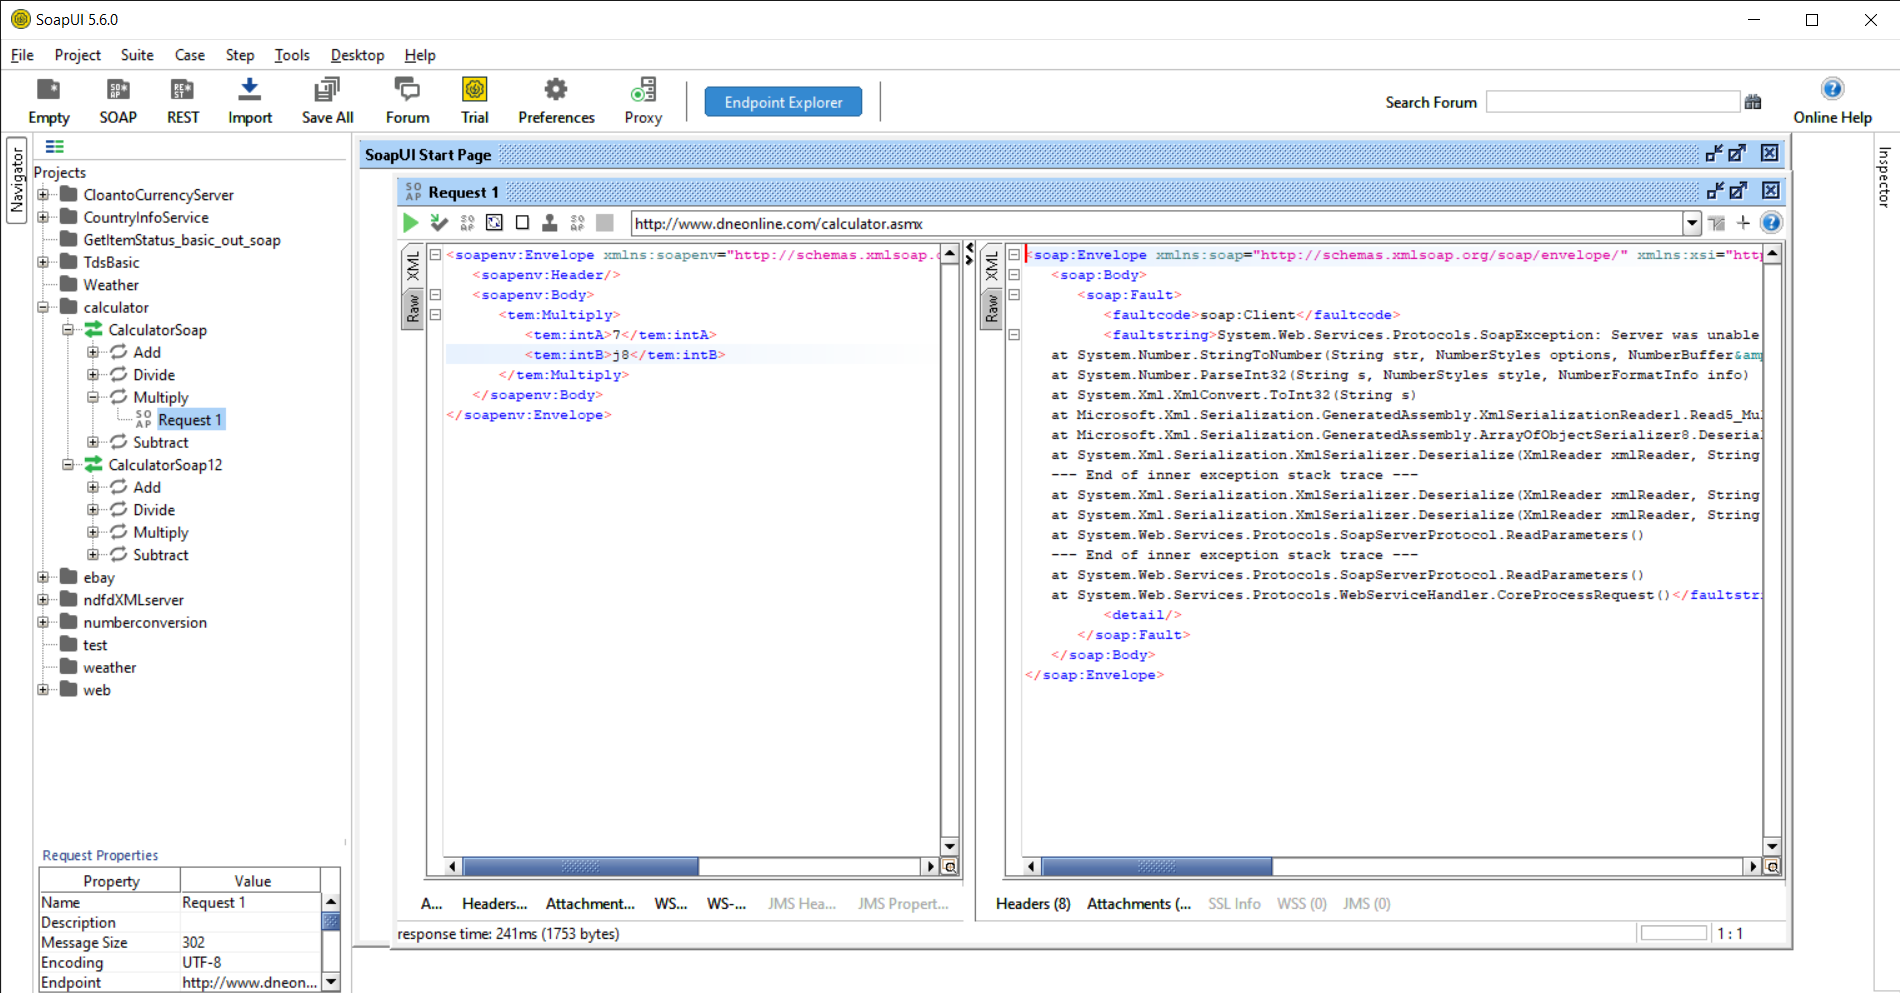 SoapUI 5.6.0
File Project Suite Case Step Tools Desktop Help
Empty SOAP REST Import Save All Forum Trial Preferences Proxy
Endpoint Explorer
Search Forum
Online Help
Navigator
Projects
CloantoCurrencyServer
CountryInfoService
GetItemStatus_basic_out_soap
TdsBasic
Weather
calculator
CalculatorSoap
Add
Divide
Multiply
Request 1
Subtract
CalculatorSoap12
Add
Divide
Multiply
Subtract
ebay
ndfdXMLserver
numberconversion
test
weather
web
Request Properties
Property Value
Name Request 1
Description
Message Size 302
Encoding UTF-8
Endpoint http://www.dneon...
SoapUI Start Page
Request 1
http://www.dneonline.com/calculator.asmx
XML
Raw
<soapenv:Envelope xmlns:soapenv="http://schemas.xmlsoap.
<soapenv:Header/>
<soapenv:Body>
<tem:Multiply>
<tem:intA>7</tem:intA>
<tem:intB>j8</tem:intB>
</tem:Multiply>
</soapenv:Body>
</soapenv:Envelope>
A... Headers... Attachment... WS... WS-... JMS Hea... JMS Propert...
XML
Raw
<soap:Envelope xmlns:soap="http://schemas.xmlsoap.org/soap/envelope/" xmlns:xsi="http
<soap:Body>
<soap:Fault>
<faultcode>soap:Client</faultcode>
<faultstring>System.Web.Services.Protocols.SoapException: Server was unable
at System.Number.StringToNumber(String str, NumberStyles options, NumberBuffer&amp
at System.Number.ParseInt32(String s, NumberStyles style, NumberFormatInfo info)
at System.Xml.XmlConvert.ToInt32(String s)
at Microsoft.Xml.Serialization.GeneratedAssembly.XmlSerializationReader1.Read5_Mul
at Microsoft.Xml.Serialization.GeneratedAssembly.ArrayOfObjectSerializer8.Deserial
at System.Xml.Serialization.XmlSerializer.Deserialize(XmlReader xmlReader, String
--- End of inner exception stack trace ---
at System.Xml.Serialization.XmlSerializer.Deserialize(XmlReader xmlReader, String
at System.Xml.Serialization.XmlSerializer.Deserialize(XmlReader xmlReader, String
at System.Web.Services.Protocols.SoapServerProtocol.ReadParameters()
--- End of inner exception stack trace ---
at System.Web.Services.Protocols.SoapServerProtocol.ReadParameters()
at System.Web.Services.Protocols.WebServiceHandler.CoreProcessRequest()</faultstri
<detail/>
</soap:Fault>
</soap:Body>
</soap:Envelope>
Headers (8) Attachments (... SSL Info WSS (0) JMS (0)
response time: 241ms (1753 bytes)
1 : 1
Inspector